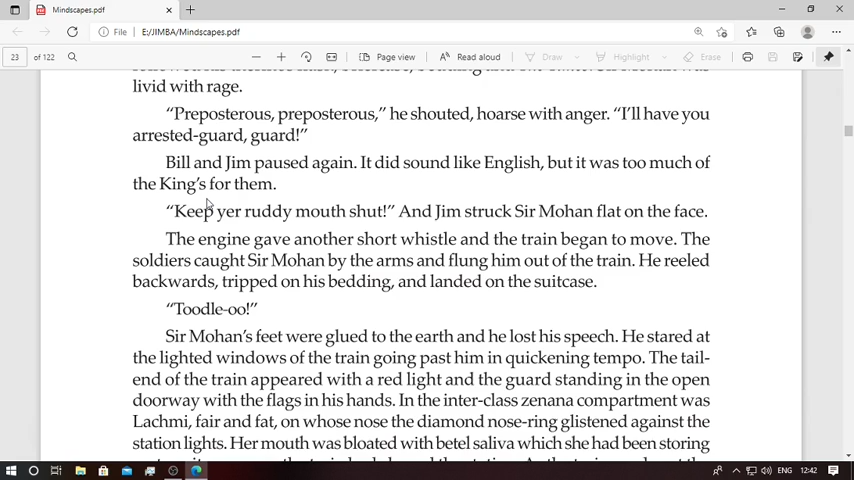 Mindscapes.pdf
File E:/JIMBA/Mindscapes.pdf
23 of 122 Page view Read aloud Draw Highlight Erase
livid with rage.
“Preposterous, preposterous,” he shouted, hoarse with anger. “I’ll have you
arrested-guard, guard!”
Bill and Jim paused again. It did sound like English, but it was too much of
the King’s for them.
“Keep yer ruddy mouth shut!” And Jim struck Sir Mohan flat on the face.
The engine gave another short whistle and the train began to move. The
soldiers caught Sir Mohan by the arms and flung him out of the train. He reeled
backwards, tripped on his bedding, and landed on the suitcase.
“Toodle-oo!”
Sir Mohan’s feet were glued to the earth and he lost his speech. He stared at
the lighted windows of the train going past him in quickening tempo. The tail-
end of the train appeared with a red light and the guard standing in the open
doorway with the flags in his hands. In the inter-class zenana compartment was
Lachmi, fair and fat, on whose nose the diamond nose-ring glistened against the
station lights. Her mouth was bloated with betel saliva which she had been storing
ENG 12:42